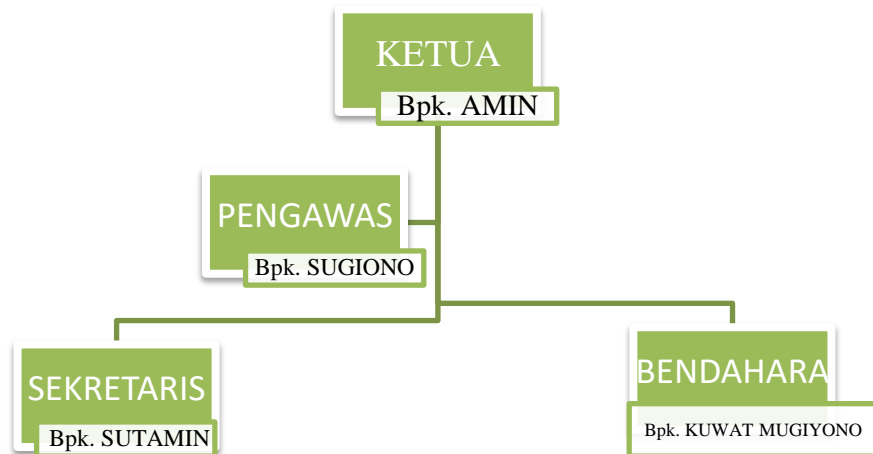 KETUA
Bpk. AMIN
PENGAWAS
Bpk. SUGIONO
SEKRETARIS
Bpk. SUTAMIN
BENDAHARA
Bpk. KUWAT MUGIYONO